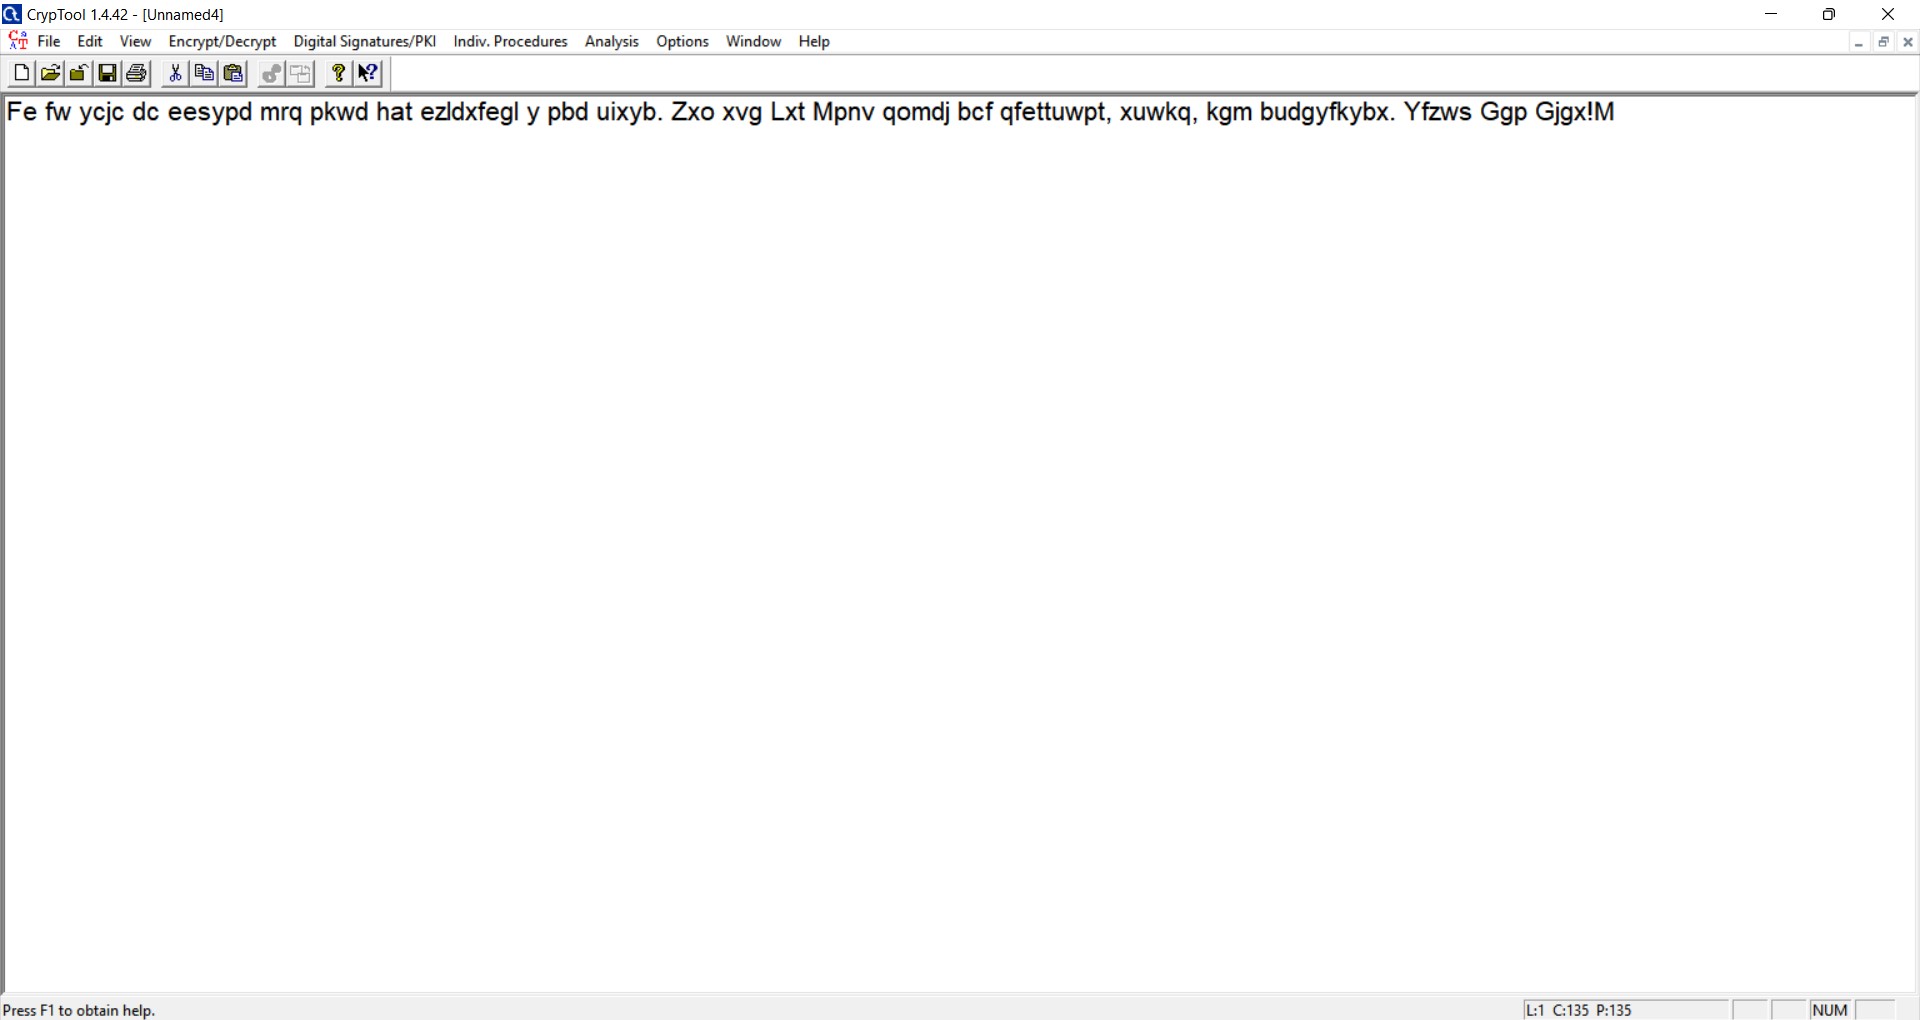 CrypTool 1.4.42 - [Unnamed4]
File Edit View Encrypt/Decrypt Digital Signatures/PKI Indiv. Procedures Analysis Options Window Help
Fe fw ycjc dc eesypd mrq pkwd hat ezldxfegl y pbd uixyb. Zxo xvg Lxt Mpnv qomdj bcf qfettuwpt, xuwkq, kgm budgyfkybx. Yfzws Ggp Gjgx!M
Press F1 to obtain help. L:1 C:135 P:135 NUM